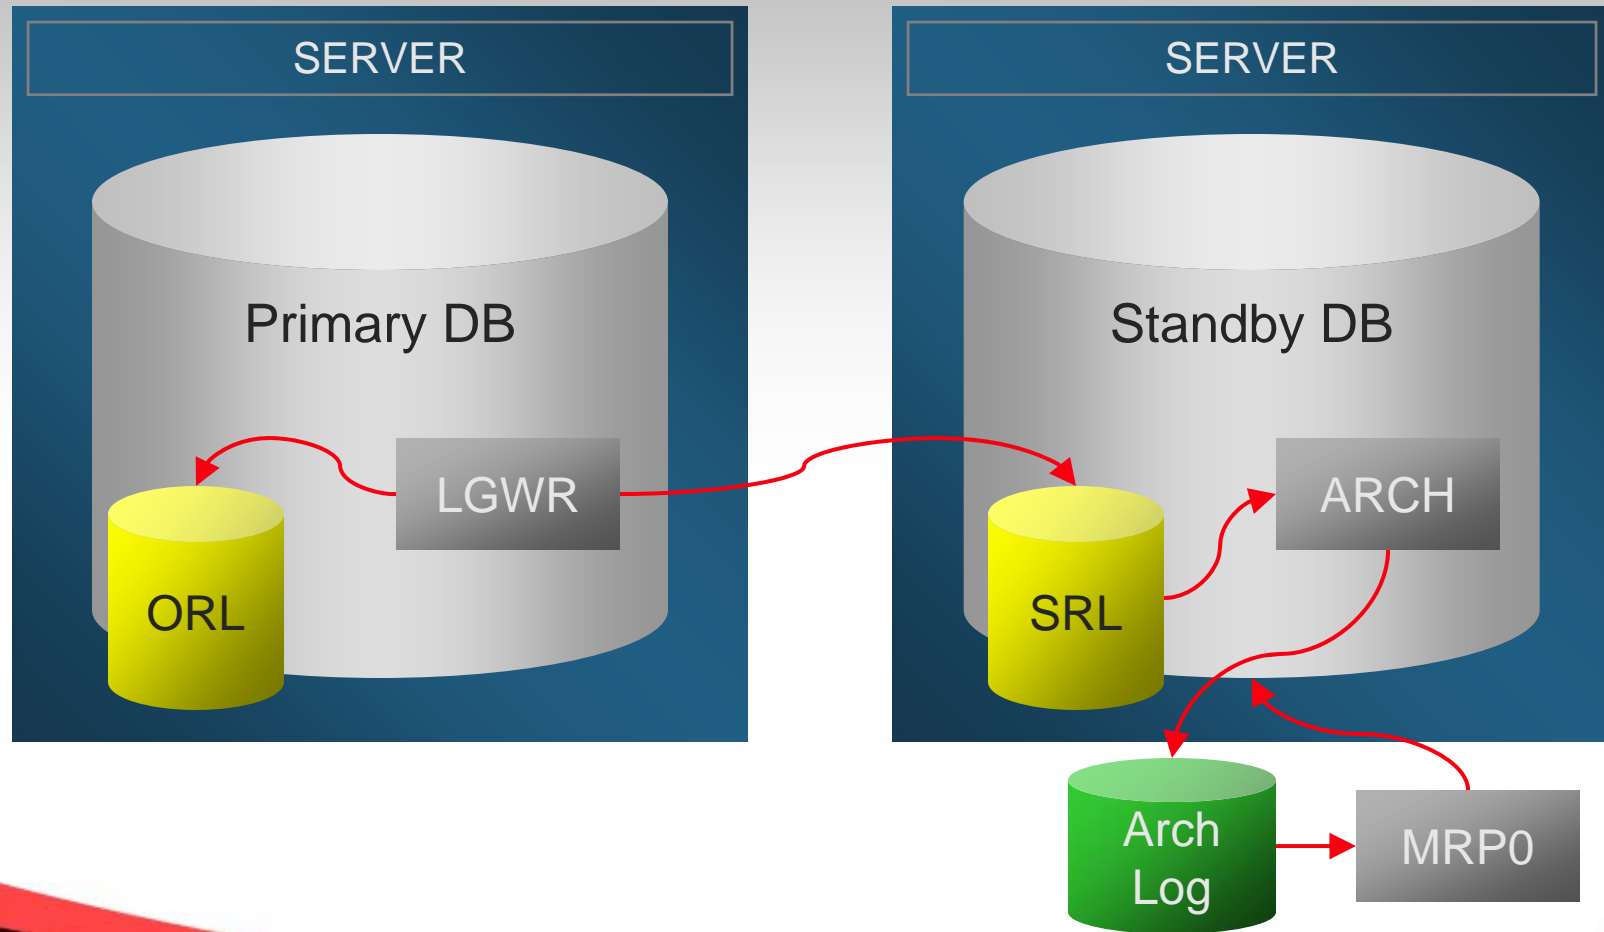 SERVER
SERVER
Primary DB
Standby DB
LGWR
ARCH
ORL
SRL
Arch
Log
MRP0